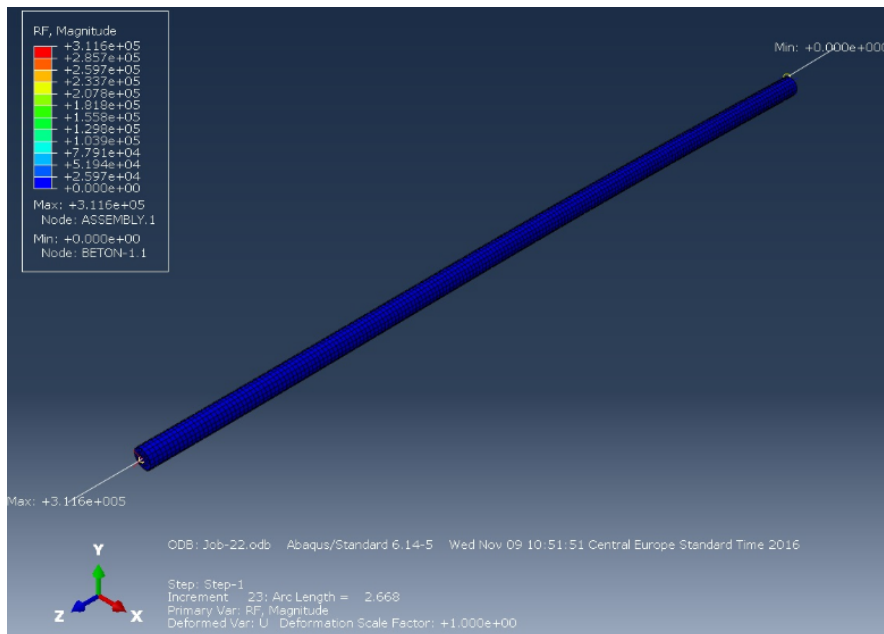 RF, Magnitude
+3.116e+05
+2.857e+05
+2.597e+05
+2.337e+05
+2.078e+05
+1.818e+05
+1.558e+05
+1.298e+05
+1.039e+05
+7.791e+04
+5.194e+04
+2.597e+04
+0.000e+00
Max: +3.116e+05
Node: ASSEMBLY.1
Min: +0.000e+00
Node: BETON-1.1
Min: +0.000e+000
Max: +3.116e+005
Y
Z
X
ODB: Job-22.odb Abaqus/Standard 6.14-5 Wed Nov 09 10:51:51 Central Europe Standard Time 2016
Step: Step-1
Increment 23: Arc Length = 2.668
Primary Var: RF, Magnitude
Deformed Var: U Deformation Scale Factor: +1.000e+00